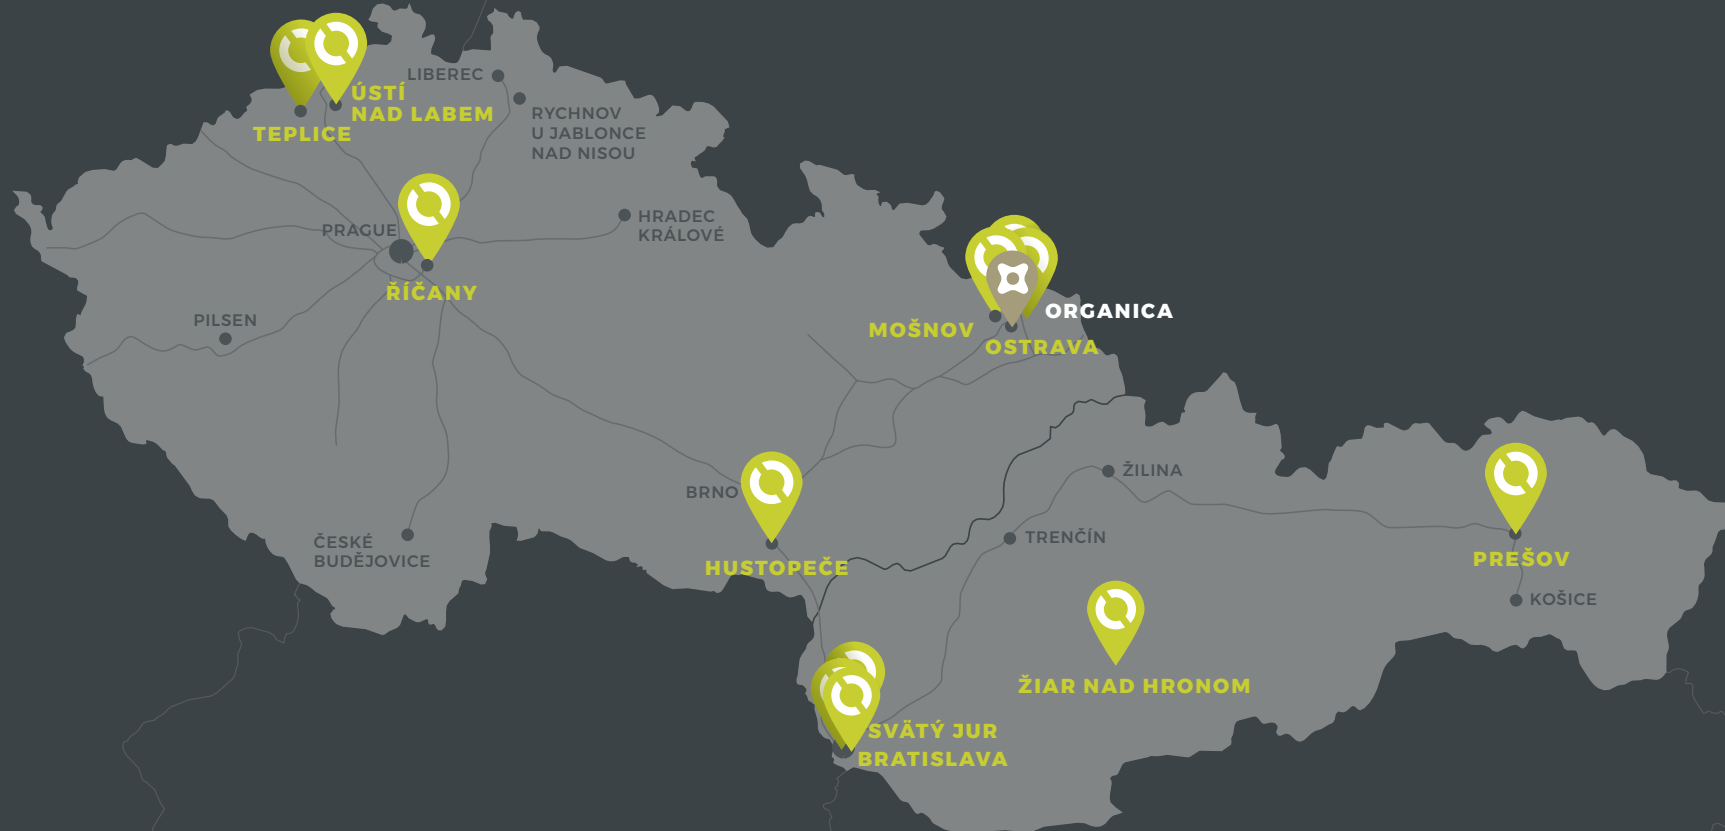 LIBEREC
ÚSTÍ
NAD LABEM
TEPLICE
RYCHNOV
U JABLONCE
NAD NISOU
PRAGUE
HRADEC
KRÁLOVÉ
ŘÍČANY
PILSEN
ORGANICA
MOŠNOV
OSTRAVA
BRNO
ŽILINA
ČESKÉ
BUDĚJOVICE
TRENČÍN
HUSTOPEČE
PREŠOV
KOŠICE
ŽIAR NAD HRONOM
SVÄTÝ JUR
BRATISLAVA